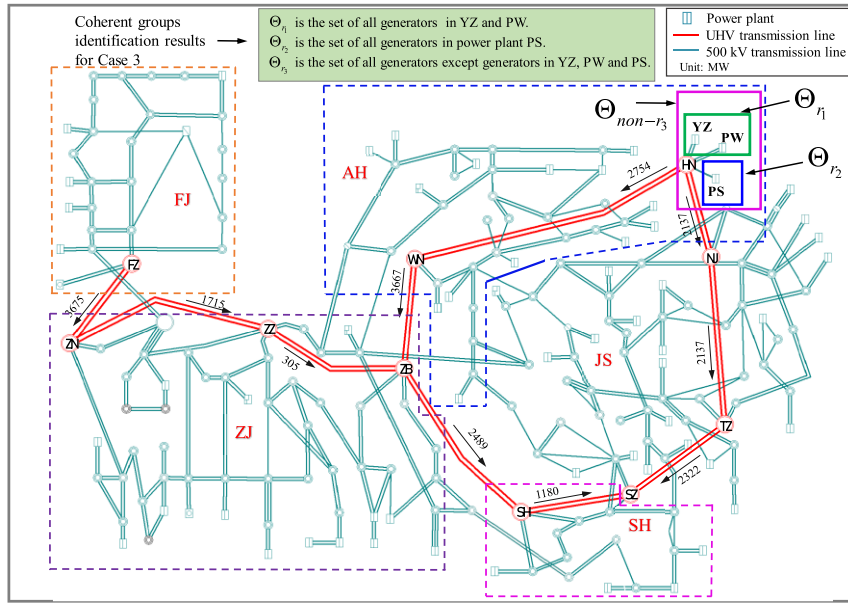 Coherent groups
identification results
for Case 3
Θr1 is the set of all generators in YZ and PW.
Θr2 is the set of all generators in power plant PS.
Θr3 is the set of all generators except generators in YZ, PW and PS.
Power plant
UHV transmission line
500 kV transmission line
Unit: MW
Θnon−r3
Θr1
YZ
PW
HN
Θr2
PS
AH
2754
2137
FJ
FZ
WN
NJ
3667
3675
1715
ZN
ZZ
305
ZB
JS
2137
ZJ
2489
TZ
2322
1180
SZ
SH
SH